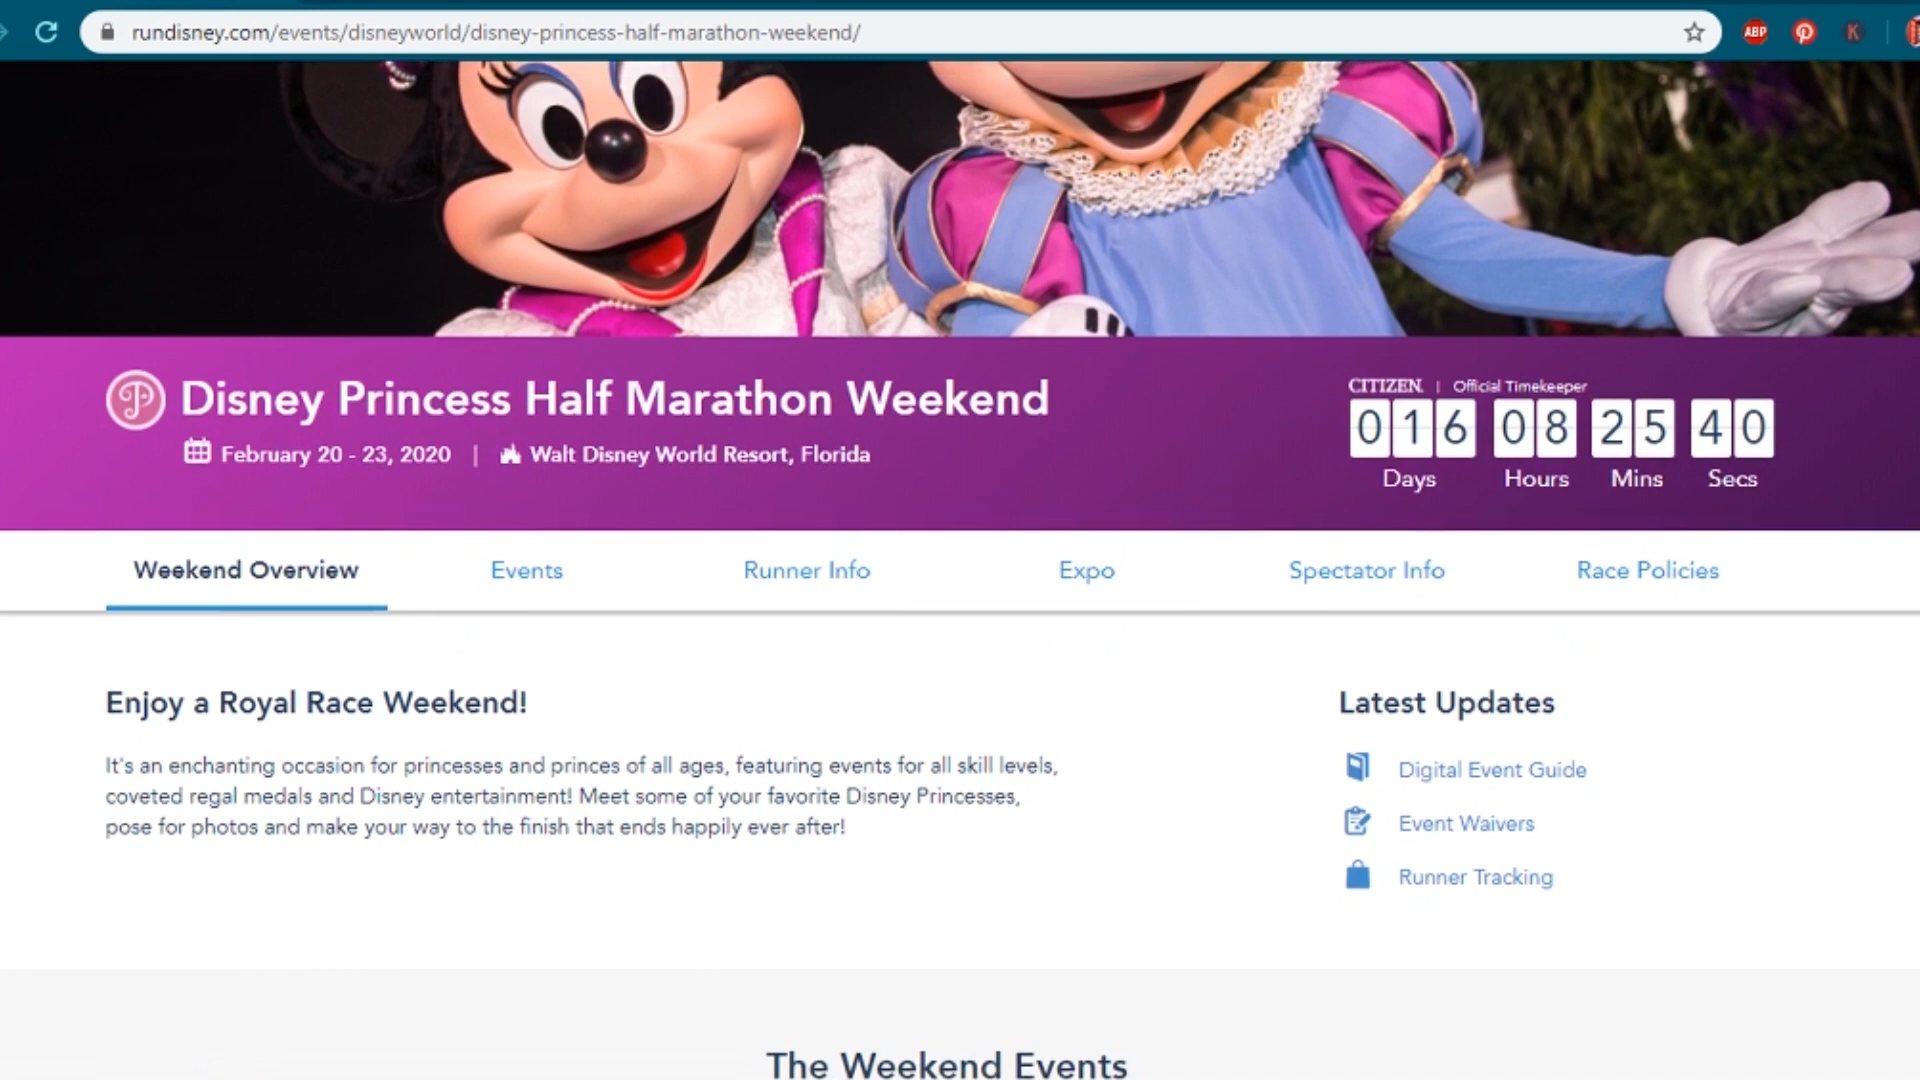 rundisney.com/events/disneyworld/disney-princess-half-marathon-weekend/
ABP
K
Disney Princess Half Marathon Weekend
February 20 - 23, 2020 | Walt Disney World Resort, Florida
CITIZEN | Official Timekeeper
016 08 25 40
Days Hours Mins Secs
Weekend Overview Events Runner Info Expo Spectator Info Race Policies
Enjoy a Royal Race Weekend!
It's an enchanting occasion for princesses and princes of all ages, featuring events for all skill levels,
coveted regal medals and Disney entertainment! Meet some of your favorite Disney Princesses,
pose for photos and make your way to the finish that ends happily ever after!
Latest Updates
Digital Event Guide
Event Waivers
Runner Tracking
The Weekend Events